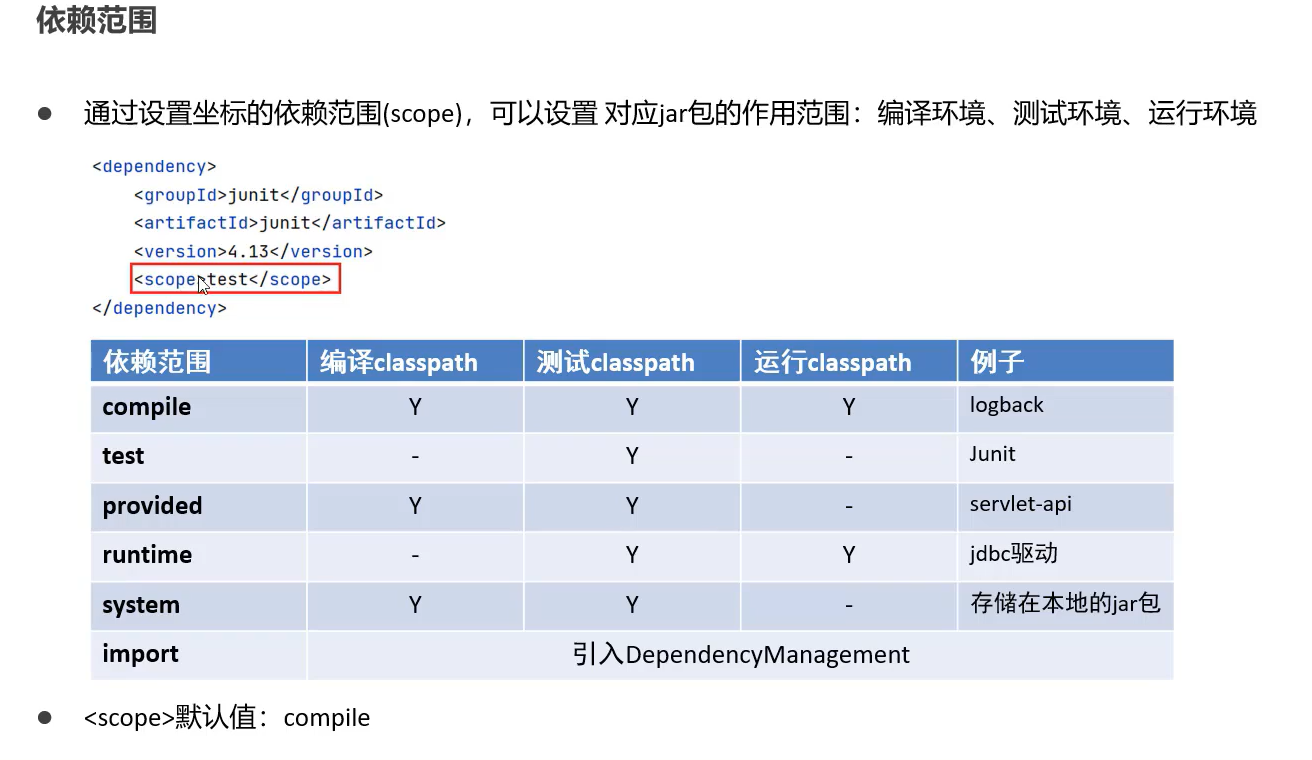 依赖范围
● 通过设置坐标的依赖范围(scope)，可以设置 对应jar包的作用范围：编译环境、测试环境、运行环境
<dependency>
<groupId>junit</groupId>
<artifactId>junit</artifactId>
<version>4.13</version>
<scope>test</scope>
</dependency>
依赖范围 编译classpath 测试classpath 运行classpath 例子
compile Y Y Y logback
test - Y - Junit
provided Y Y - servlet-api
runtime - Y Y jdbc驱动
system Y Y - 存储在本地的jar包
import 引入DependencyManagement
● <scope>默认值：compile